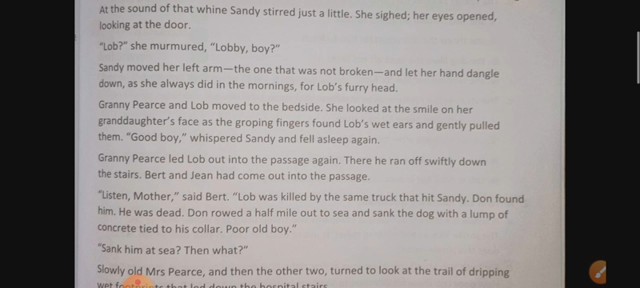 At the sound of that whine Sandy stirred just a little. She sighed; her eyes opened,
looking at the door.
"Lob?" she murmured, "Lobby, boy?"
Sandy moved her left arm—the one that was not broken—and let her hand dangle
down, as she always did in the mornings, for Lob's furry head.
Granny Pearce and Lob moved to the bedside. She looked at the smile on her
granddaughter's face as the groping fingers found Lob's wet ears and gently pulled
them. "Good boy," whispered Sandy and fell asleep again.
Granny Pearce led Lob out into the passage again. There he ran off swiftly down
the stairs. Bert and Jean had come out into the passage.
"Listen, Mother," said Bert. "Lob was killed by the same truck that hit Sandy. Don found
him. He was dead. Don rowed a half mile out to sea and sank the dog with a lump of
concrete tied to his collar. Poor old boy."
"Sank him at sea? Then what?"
Slowly old Mrs Pearce, and then the other two, turned to look at the trail of dripping
wet footprints that led down the hospital stairs